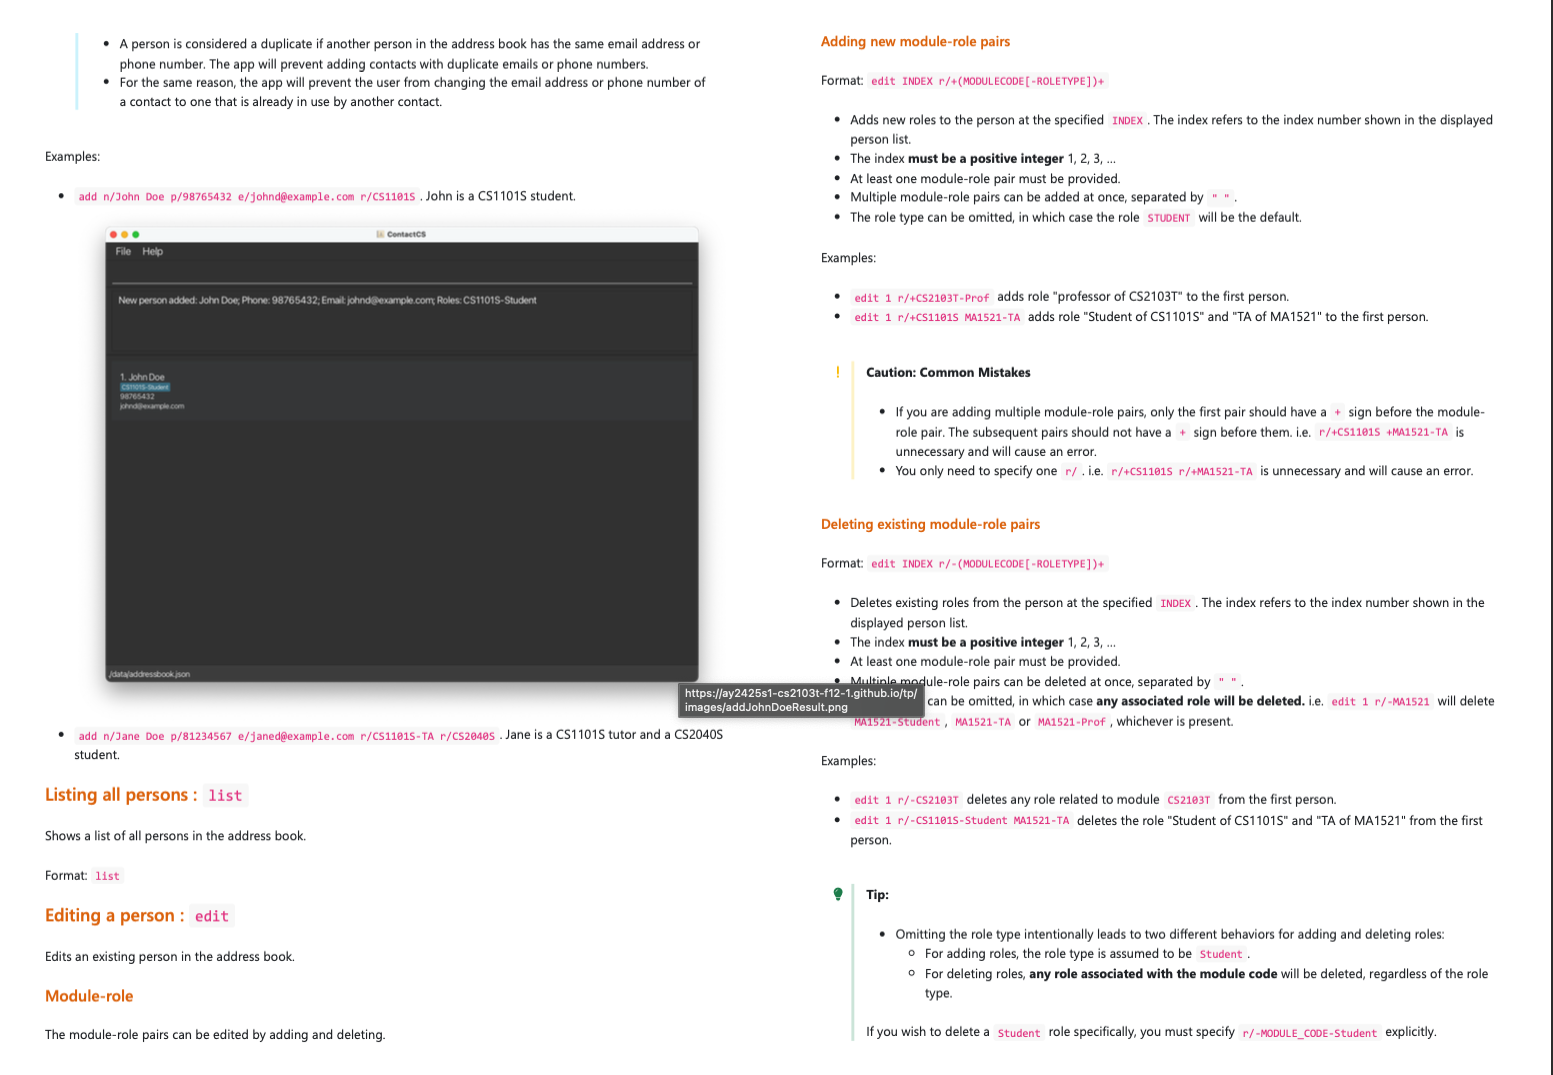 A person is considered a duplicate if another person in the address book has the same email address or
phone number. The app will prevent adding contacts with duplicate emails or phone numbers.
For the same reason, the app will prevent the user from changing the email address or phone number of
a contact to one that is already in use by another contact.
Examples:
add n/John Doe p/98765432 e/johnd@example.com r/CS1101S . John is a CS1101S student.
ContactCS
File Help
New person added: John Doe; Phone: 98765432; Email: johnd@example.com; Roles: CS1101S-Student
1. John Doe
CS1101S-Student
98765432
johnd@example.com
/data/addressbook.json
https://ay2425s1-cs2103t-f12-1.github.io/tp/
images/addJohnDoeResult.png
add n/Jane Doe p/81234567 e/janed@example.com r/CS1101S-TA r/CS2040S . Jane is a CS1101S tutor and a CS2040S
student.
Listing all persons : list
Shows a list of all persons in the address book.
Format: list
Editing a person : edit
Edits an existing person in the address book.
Module-role
The module-role pairs can be edited by adding and deleting.
Adding new module-role pairs
Format: edit INDEX r/+(MODULECODE[-ROLETYPE])+
Adds new roles to the person at the specified INDEX . The index refers to the index number shown in the displayed
person list.
The index must be a positive integer 1, 2, 3, …
At least one module-role pair must be provided.
Multiple module-role pairs can be added at once, separated by " " .
The role type can be omitted, in which case the role STUDENT will be the default.
Examples:
edit 1 r/+CS2103T-Prof adds role "professor of CS2103T" to the first person.
edit 1 r/+CS1101S MA1521-TA adds role "Student of CS1101S" and "TA of MA1521" to the first person.
Caution: Common Mistakes
If you are adding multiple module-role pairs, only the first pair should have a + sign before the module-
role pair. The subsequent pairs should not have a + sign before them. i.e. r/+CS1101S +MA1521-TA is
unnecessary and will cause an error.
You only need to specify one r/ . i.e. r/+CS1101S r/+MA1521-TA is unnecessary and will cause an error.
Deleting existing module-role pairs
Format: edit INDEX r/-(MODULECODE[-ROLETYPE])+
Deletes existing roles from the person at the specified INDEX . The index refers to the index number shown in the
displayed person list.
The index must be a positive integer 1, 2, 3, …
At least one module-role pair must be provided.
Multiple module-role pairs can be deleted at once, separated by " " .
can be omitted, in which case any associated role will be deleted. i.e. edit 1 r/-MA1521 will delete
MA1521-Student , MA1521-TA or MA1521-Prof , whichever is present.
Examples:
edit 1 r/-CS2103T deletes any role related to module CS2103T from the first person.
edit 1 r/-CS1101S-Student MA1521-TA deletes the role "Student of CS1101S" and "TA of MA1521" from the first
person.
Tip:
Omitting the role type intentionally leads to two different behaviors for adding and deleting roles:
For adding roles, the role type is assumed to be Student .
For deleting roles, any role associated with the module code will be deleted, regardless of the role
type.
If you wish to delete a Student role specifically, you must specify r/-MODULE_CODE-Student explicitly.